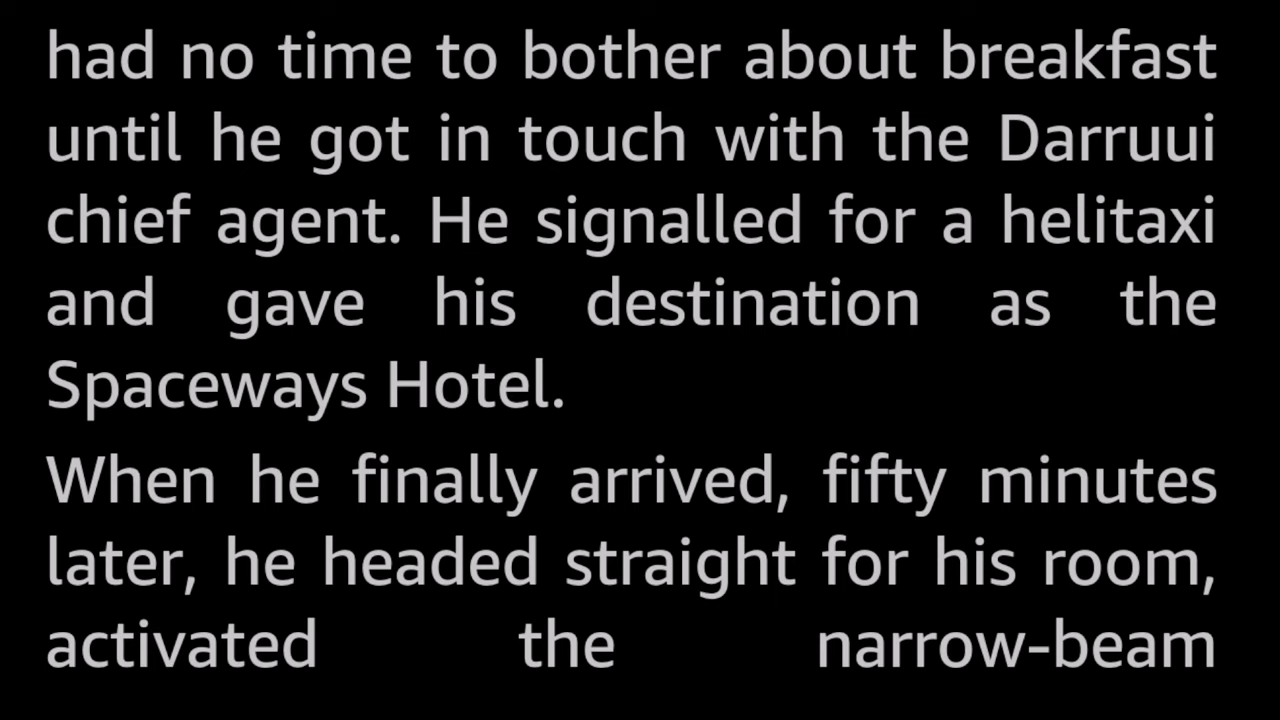 had no time to bother about breakfast
until he got in touch with the Darruui
chief agent. He signalled for a helitaxi
and gave his destination as the
Spaceways Hotel.
When he finally arrived, fifty minutes
later, he headed straight for his room,
activated the narrow-beam